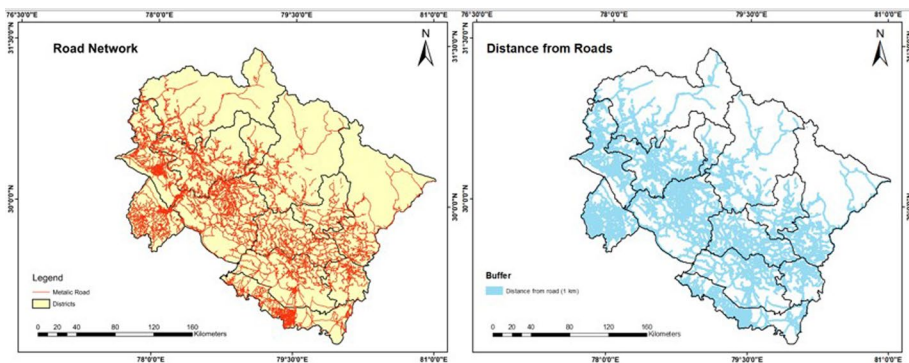 76°30'0"N
78°0'0"N
79°30'0"N
81°0'0"N
31°30'0"N
30°0'0"N
Road Network
N
Legend
Metalic Road
Districts
0 20 40 80 120 160
Kilometers
78°0'0"N
79°30'0"N
81°0'0"N
76°30'0"N
78°0'0"N
79°30'0"N
81°0'0"N
31°30'0"N
30°0'0"N
Distance from Roads
N
Buffer
Distance from road (1 km)
0 20 40 80 120 160
Kilometers
78°0'0"N
79°30'0"N
81°0'0"N